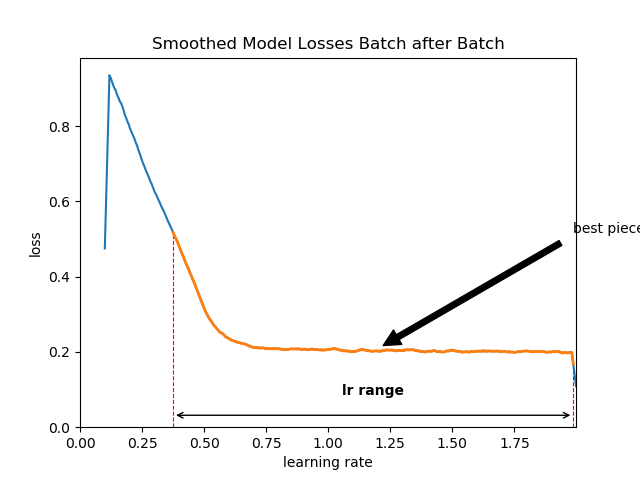 Smoothed Model Losses Batch after Batch
0.8
0.6
0.4
0.2
0.0
loss
best piece
lr range
0.00 0.25 0.50 0.75 1.00 1.25 1.50 1.75
learning rate